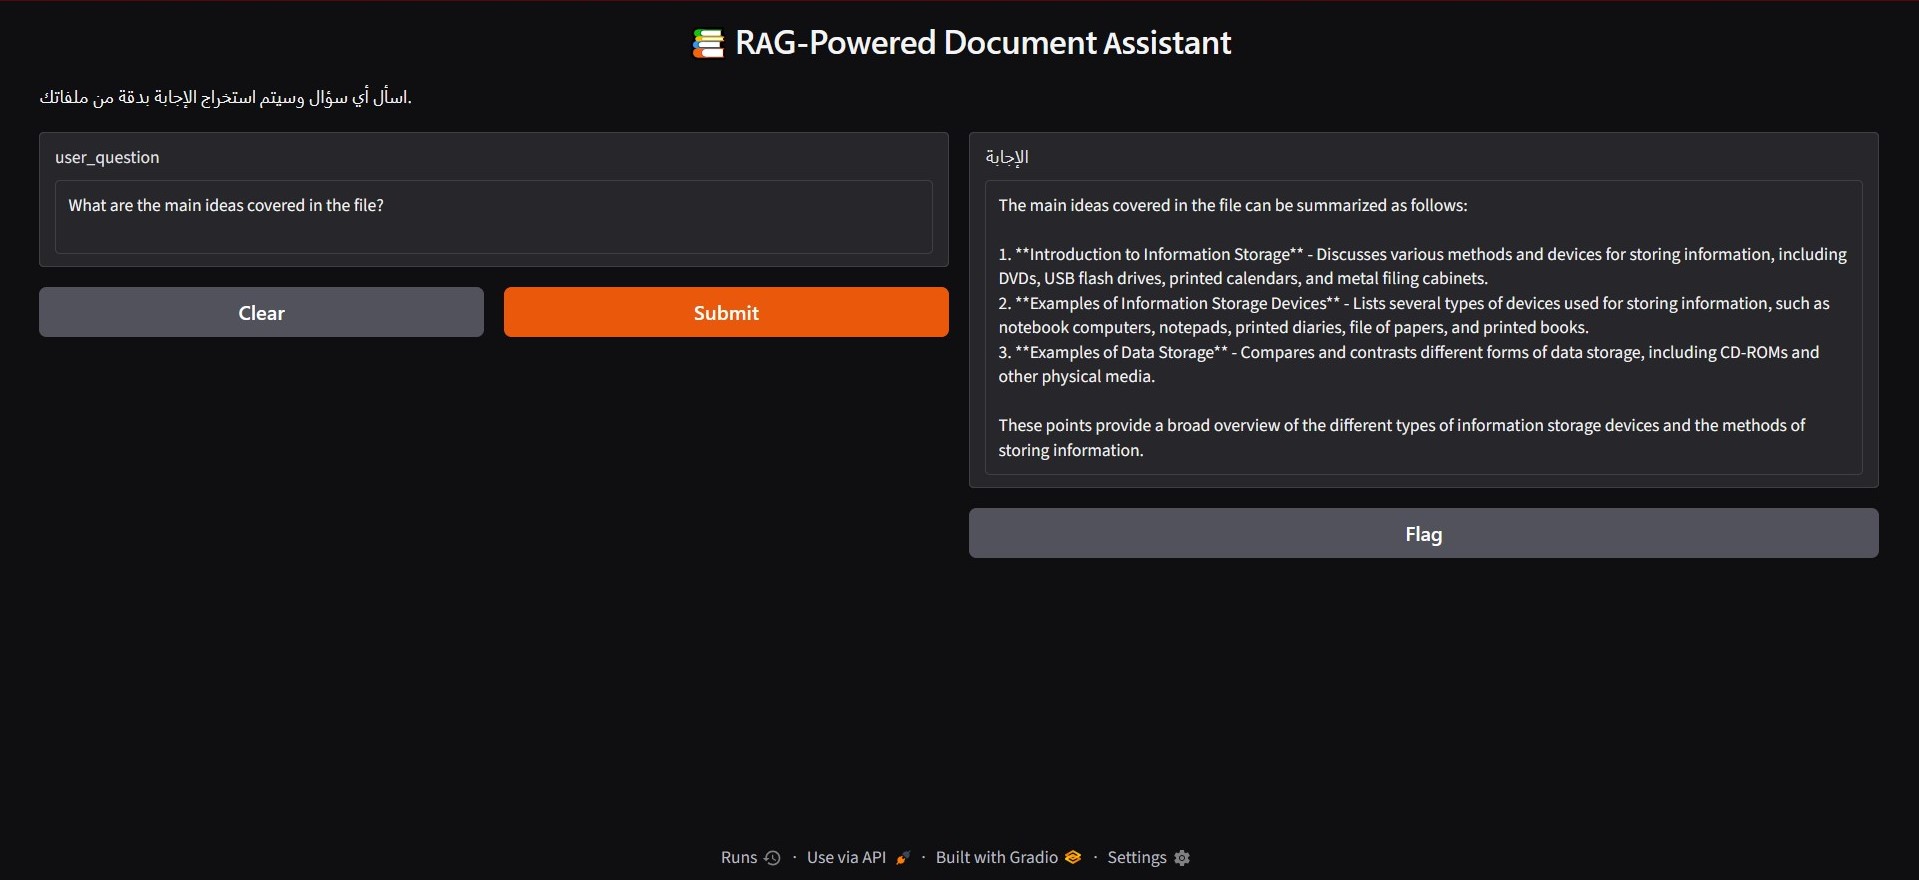 📚 RAG-Powered Document Assistant
اسأل أي سؤال وسيتم استخراج الإجابة بدقة من ملفاتك.
user_question
What are the main ideas covered in the file?
Clear
Submit
الإجابة
The main ideas covered in the file can be summarized as follows:
1. **Introduction to Information Storage** - Discusses various methods and devices for storing information, including
DVDs, USB flash drives, printed calendars, and metal filing cabinets.
2. **Examples of Information Storage Devices** - Lists several types of devices used for storing information, such as
notebook computers, notepads, printed diaries, file of papers, and printed books.
3. **Examples of Data Storage** - Compares and contrasts different forms of data storage, including CD-ROMs and
other physical media.
These points provide a broad overview of the different types of information storage devices and the methods of
storing information.
Flag
Runs · Use via API · Built with Gradio · Settings